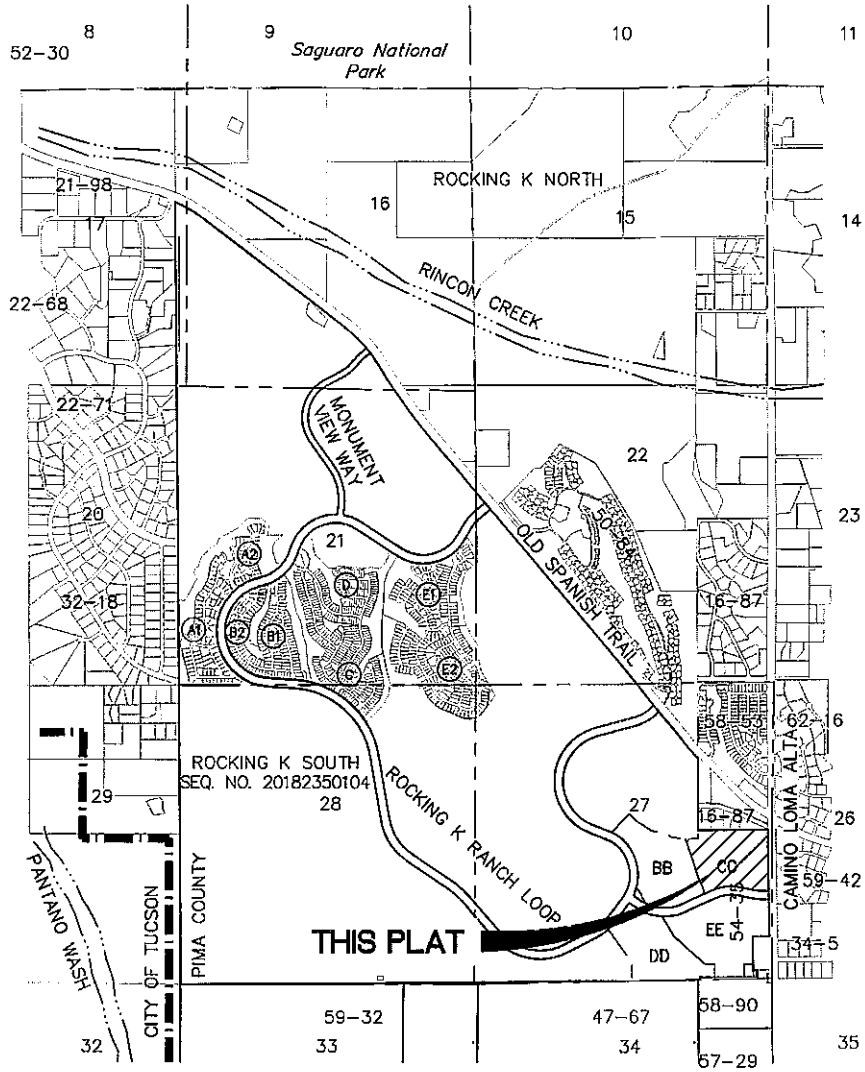 8 9 10 11
52-30
Saguaro National
Park
21-98
17
16
ROCKING K NORTH
15
14
22-68
RINCON CREEK
22-71
MONUMENT
VIEW WAY
22
20
21
50-84
23
OLD SPANISH TRAIL
A2
D
E1
16-87
32-18
A1
B2
B1
C
E2
58-53
62-16
ROCKING K SOUTH
SEQ. NO. 20182350104
29
28
ROCKING K RANCH LOOP
27
16-87
26
CAMINO LOMA ALTA
BB
CC
59-42
PANTANO WASH
CITY OF TUCSON
PIMA COUNTY
THIS PLAT
EE
54-35
34-5
DD
59-32
47-67
58-90
32
33
34
35
57-29